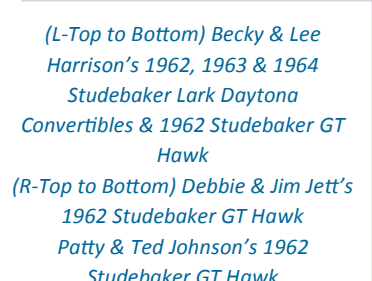 (L-Top to Bottom) Becky & Lee
Harrison's 1962, 1963 & 1964
Studebaker Lark Daytona
Convertibles & 1962 Studebaker GT
Hawk
(R-Top to Bottom) Debbie & Jim Jett's
1962 Studebaker GT Hawk
Patty & Ted Johnson's 1962
Studebaker GT Hawk